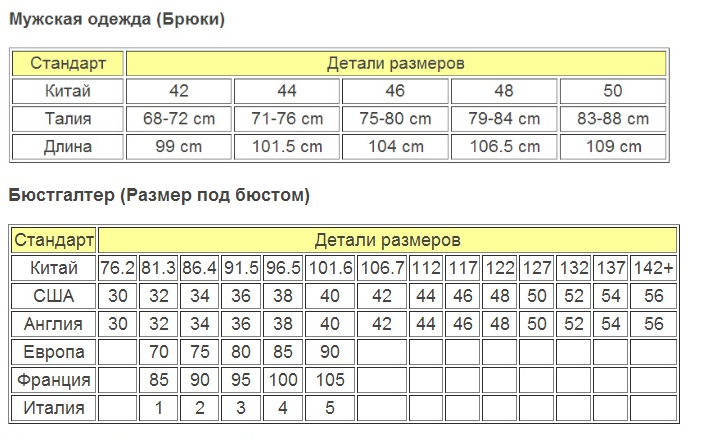 Мужская одежда (Брюки)
Стандарт Детали размеров
Китай 42 44 46 48 50
Талия 68-72 cm 71-76 cm 75-80 cm 79-84 cm 83-88 cm
Длина 99 cm 101.5 cm 104 cm 106.5 cm 109 cm
Бюстгалтер (Размер под бюстом)
Стандарт Детали размеров
Китай 76.2 81.3 86.4 91.5 96.5 101.6 106.7 112 117 122 127 132 137 142+
США 30 32 34 36 38 40 42 44 46 48 50 52 54 56
Англия 30 32 34 36 38 40 42 44 46 48 50 52 54 56
Европа 70 75 80 85 90
Франция 85 90 95 100 105
Италия 1 2 3 4 5